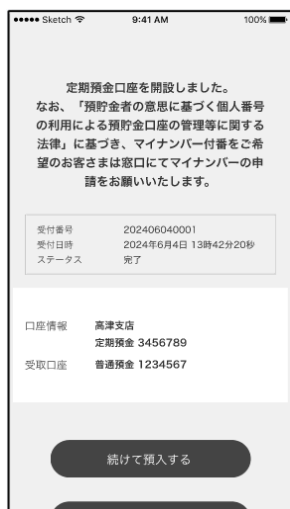 ••••• Sketch 9:41 AM 100%
定期預金口座を開設しました。
なお、「預貯金者の意思に基づく個人番号
の利用による預貯金口座の管理等に関する
法律」に基づき、マイナンバー付番をご希
望のお客さまは窓口にてマイナンバーの申
請をお願いいたします。
受付番号 202406040001
受付日時 2024年6月4日 13時42分20秒
ステータス 完了
口座情報 高津支店
定期預金 3456789
受取口座 普通預金 1234567
続けて預入する